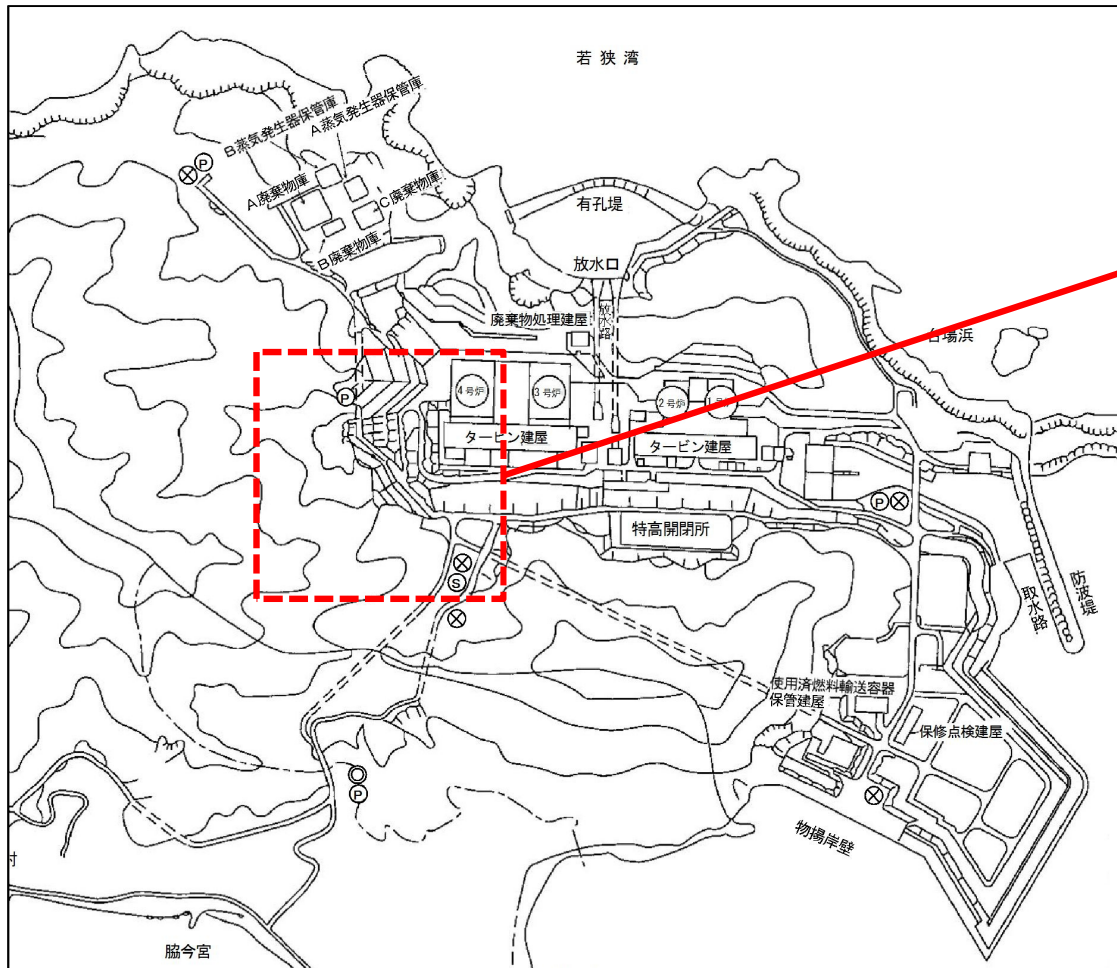 若狭湾
B蒸気発生器保管庫
A蒸気発生器保管庫
P
A廃棄物庫
C廃棄物庫
B廃棄物庫
有孔堤
放水口
放水路
廃棄物処理建屋
台場浜
P
4号炉
3号炉
2号炉
1号炉
タービン建屋
タービン建屋
P
特高開閉所
S
防波堤
取水路
使用済燃料輸送容器
保管建屋
保修点検建屋
P
物揚岸壁
村
脇今宮